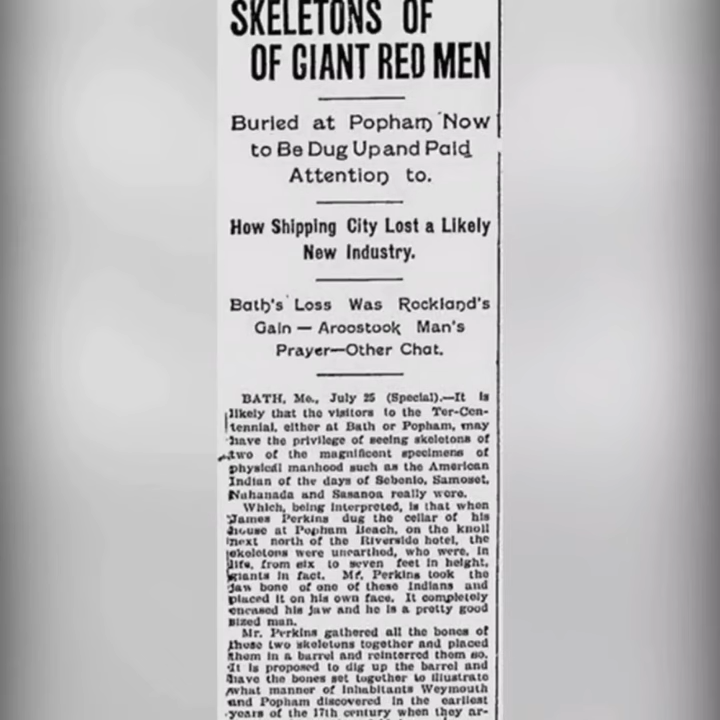 SKELETONS OF
OF GIANT RED MEN
Buried at Popham Now
to Be Dug Up and Paid
Attention to.
How Shipping City Lost a Likely
New Industry.
Bath's Loss Was Rockland's
Gain — Aroostook Man's
Prayer—Other Chat.
BATH, Me., July 25 (Special).—It is
likely that the visitors to the Ter-Cen-
tennial, either at Bath or Popham, may
have the privilege of seeing skeletons of
two of the magnificent specimens of
physical manhood such as the American
Indian of the days of Sebenio, Samoset,
Nahanada and Sasanoa really were.
Which, being interpreted, is that when
James Perkins dug the cellar of his
house at Popham Beach, on the knoll
next north of the Riverside hotel, the
skeletons were unearthed, who were, in
life, from six to seven feet in height,
giants in fact. Mr. Perkins took the
jaw bone of one of these Indians and
placed it on his own face. It completely
encased his jaw and he is a pretty good
sized man.
Mr. Perkins gathered all the bones of
those two skeletons together and placed
them in a barrel and reinterred them so.
It is proposed to dig up the barrel and
have the bones set together to illustrate
what manner of inhabitants Weymouth
and Popham discovered in the earliest
years of the 17th century when they ar-